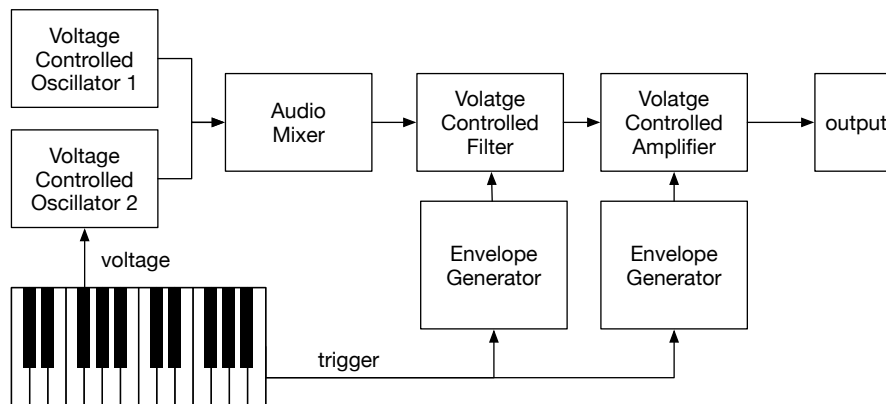 Voltage
Controlled
Oscillator 1
Voltage
Controlled
Oscillator 2
Audio
Mixer
Volatge
Controlled
Filter
Volatge
Controlled
Amplifier
output
Envelope
Generator
Envelope
Generator
voltage
trigger